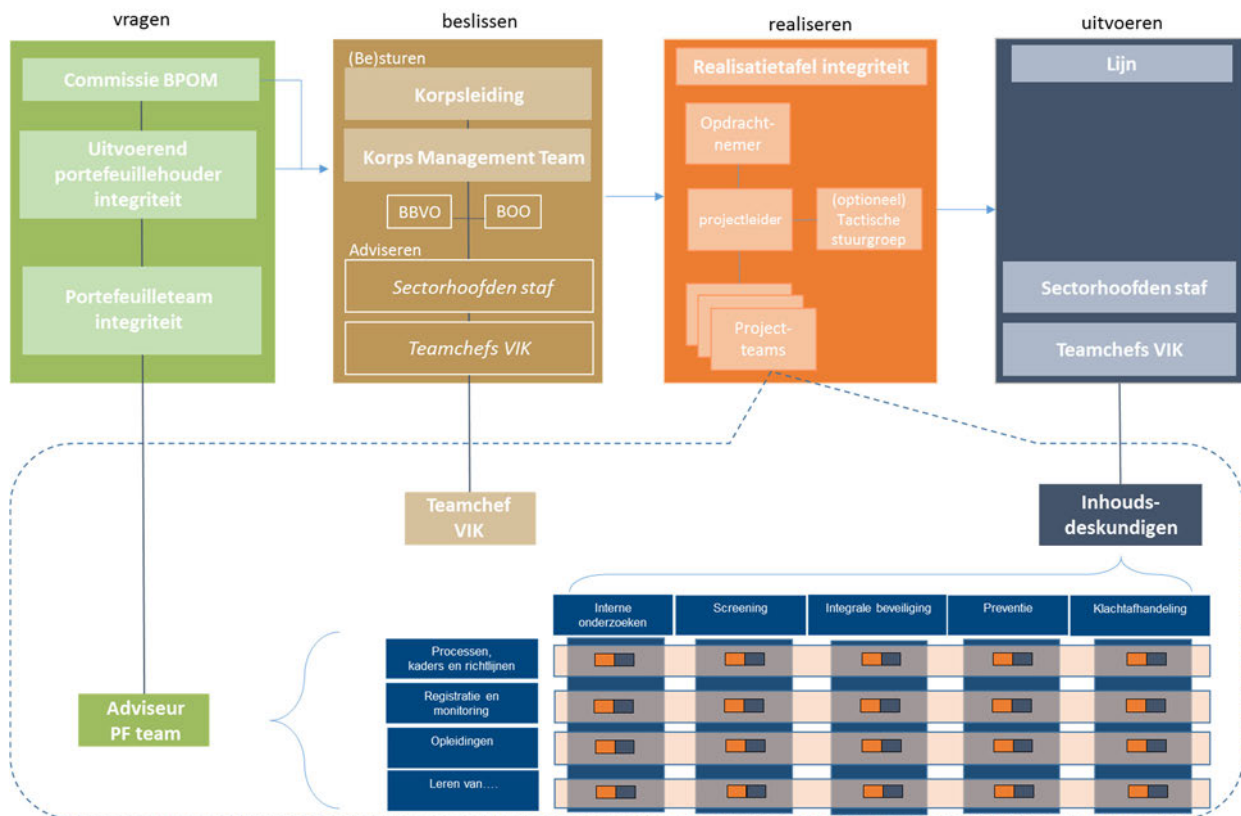 vragen
beslissen
realiseren
uitvoeren
Commissie BPOM
Uitvoerend
portefeuillehouder
integriteit
Portefeuilleteam
integriteit
(Be)sturen
Korpsleiding
Korps Management Team
BBVO
BOO
Adviseren
Sectorhoofden staf
Teamchefs VIK
Realisatietafel integriteit
Opdracht-
nemer
projectleider
(optioneel)
Tactische
stuurgroep
Project-
teams
Lijn
Sectorhoofden staf
Teamchefs VIK
Teamchef
VIK
Inhouds-
deskundigen
Adviseur
PF team
Interne
onderzoeken
Screening
Integrale beveiliging
Preventie
Klachtafhandeling
Processen,
kaders en richtlijnen
Registratie en
monitoring
Opleidingen
Leren van....